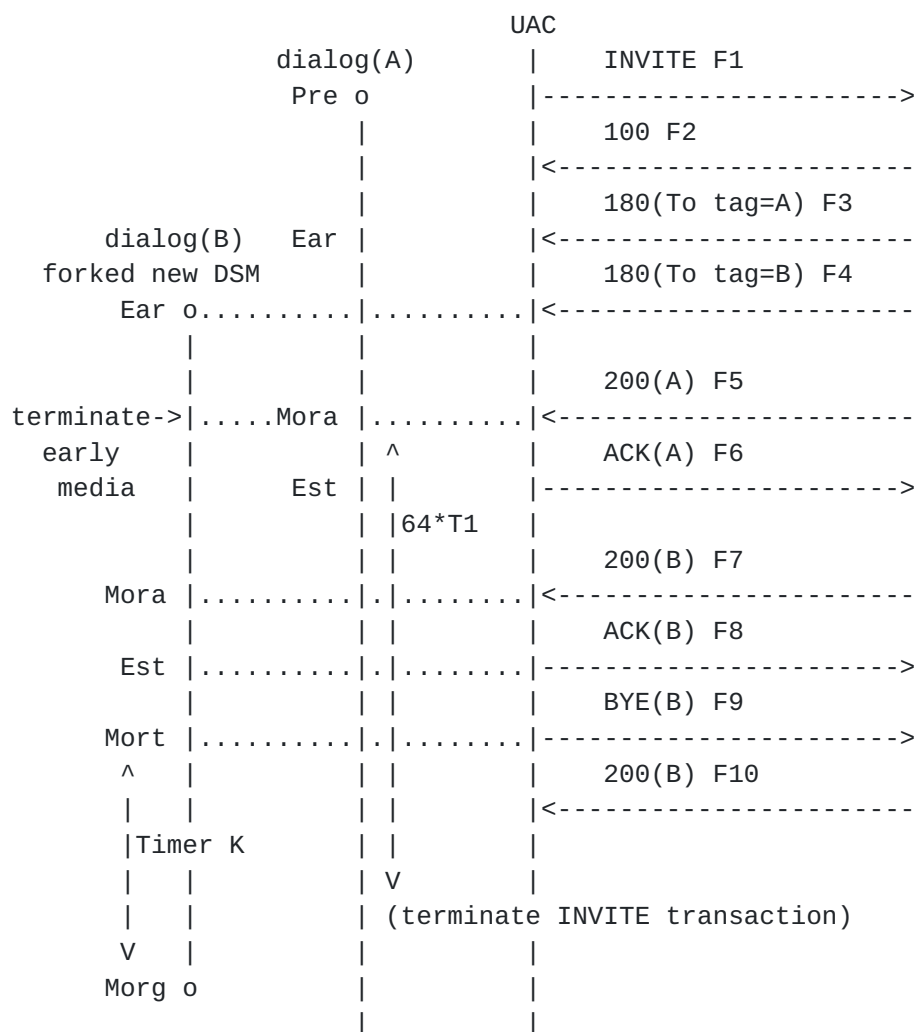 UAC
dialog(A) | INVITE F1
Pre o |----------------------->
| | 100 F2
| |<-----------------------
| | 180(To tag=A) F3
dialog(B) Ear | |<-----------------------
forked new DSM | | 180(To tag=B) F4
Ear o..........|..........|<-----------------------
| | |
| | | 200(A) F5
terminate->|.....Mora |..........|<-----------------------
early | | ^ | ACK(A) F6
media | Est | | |----------------------->
| | |64*T1 |
| | | | 200(B) F7
Mora |..........|.|........|<-----------------------
| | | | ACK(B) F8
Est |..........|.|........|----------------------->
| | | | BYE(B) F9
Mort |..........|.|........|----------------------->
^ | | | | 200(B) F10
| | | | |<-----------------------
|Timer K | | |
| | | V |
| | | (terminate INVITE transaction)
V | | |
Morg o | |
| |